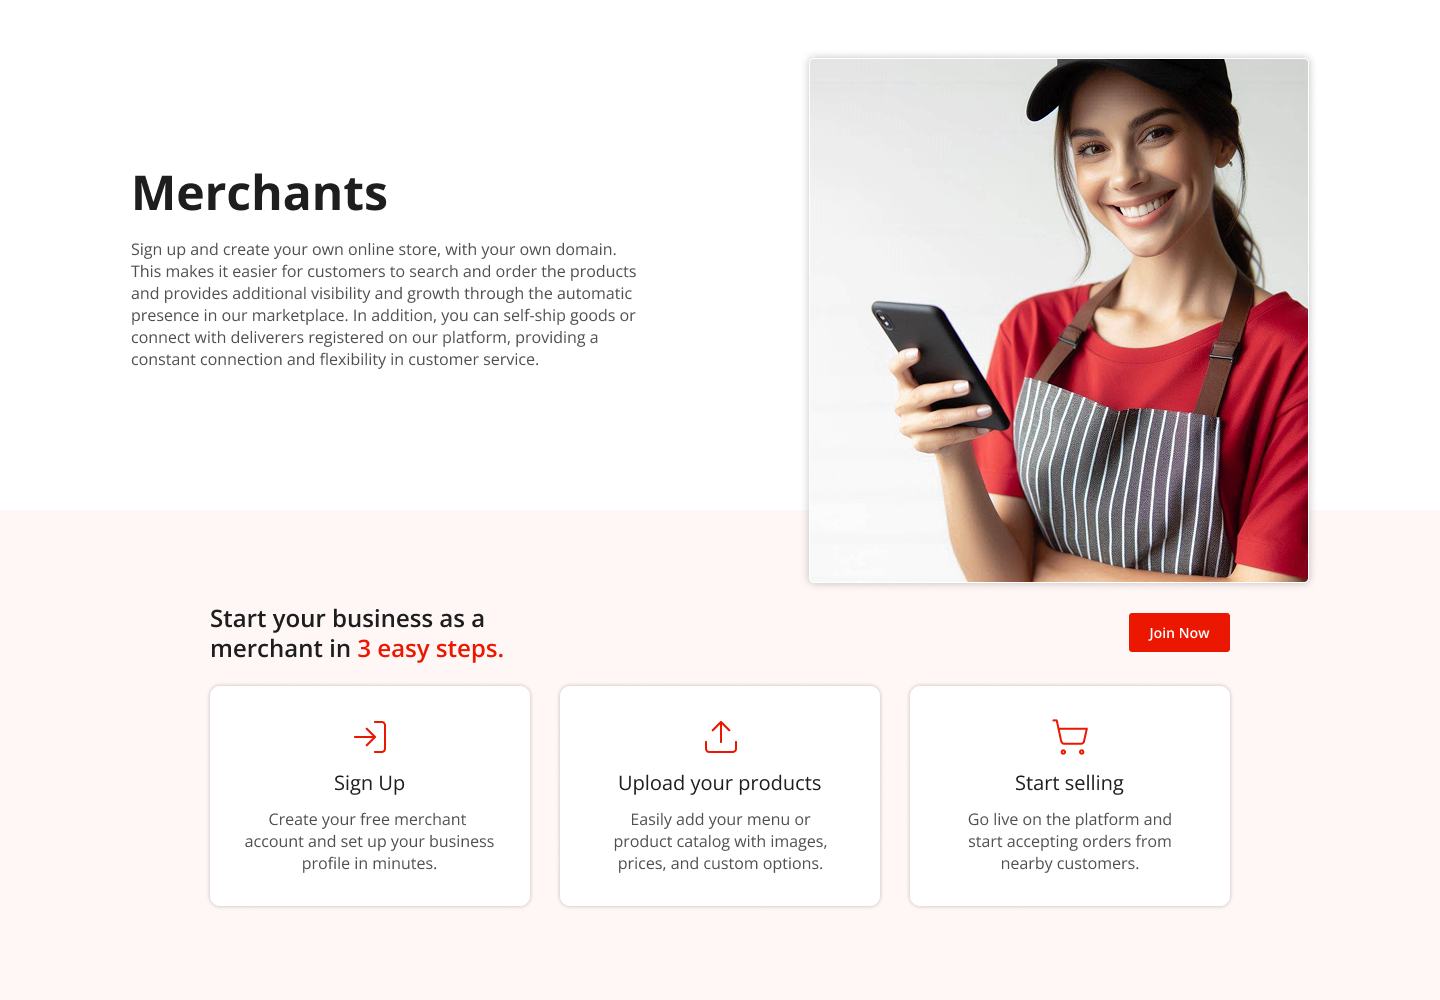 Merchants
Sign up and create your own online store, with your own domain.
This makes it easier for customers to search and order the products
and provides additional visibility and growth through the automatic
presence in our marketplace. In addition, you can self-ship goods or
connect with deliverers registered on our platform, providing a
constant connection and flexibility in customer service.
Start your business as a
merchant in 3 easy steps.
Join Now
Sign Up
Create your free merchant
account and set up your business
profile in minutes.
Upload your products
Easily add your menu or
product catalog with images,
prices, and custom options.
Start selling
Go live on the platform and
start accepting orders from
nearby customers.